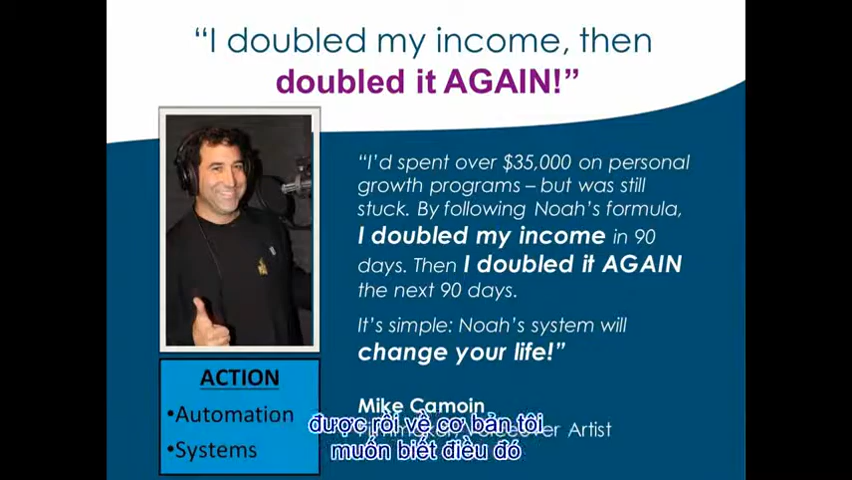 “I doubled my income, then
doubled it AGAIN!”
“I’d spent over $35,000 on personal
growth programs – but was still
stuck. By following Noah’s formula,
I doubled my income in 90
days. Then I doubled it AGAIN
the next 90 days.
It’s simple: Noah’s system will
change your life!”
ACTION
•Automation
•Systems
Mike Camoin
Artist
được rồi về cơ bản tôi
muốn biết điều đó